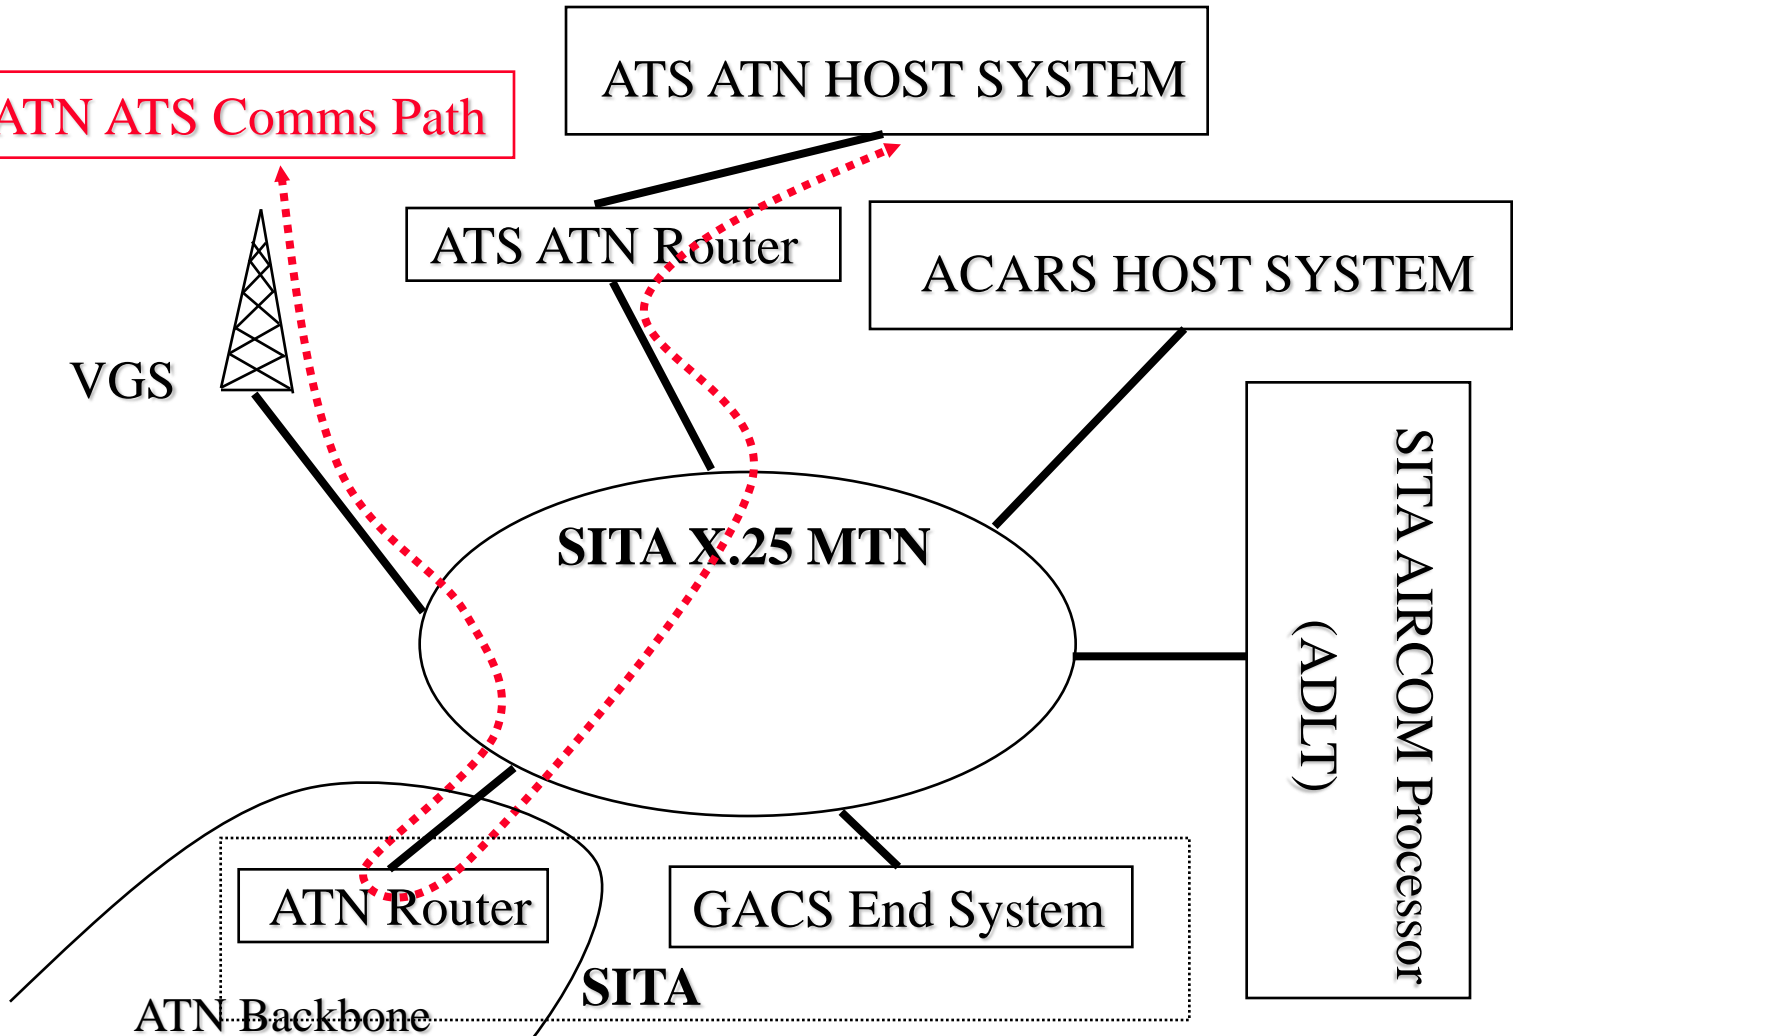 ATS ATN HOST SYSTEM
ATN ATS Comms Path
ATS ATN Router
ACARS HOST SYSTEM
VGS
SITA X.25 MTN
SITA AIRCOM Processor
(ADLT)
ATN Router
GACS End System
SITA
ATN Backbone